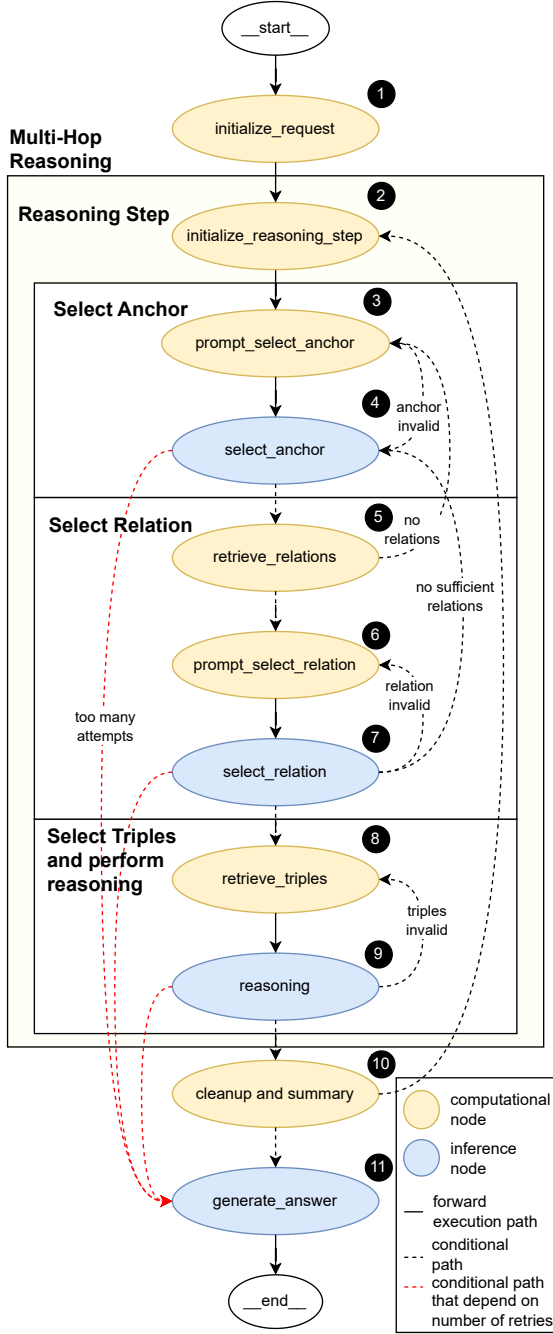 __start__
1
initialize_request
Multi-Hop
Reasoning
Reasoning Step
2
initialize_reasoning_step
Select Anchor
3
prompt_select_anchor
4
anchor
invalid
select_anchor
Select Relation
5
no
relations
retrieve_relations
no sufficient
relations
6
prompt_select_relation
relation
invalid
too many
attempts
7
select_relation
Select Triples
and perform
reasoning
8
retrieve_triples
triples
invalid
9
reasoning
10
cleanup and summary
11
generate_answer
__end__
computational
node
inference
node
forward
execution path
conditional
path
conditional path
that depend on
number of retries